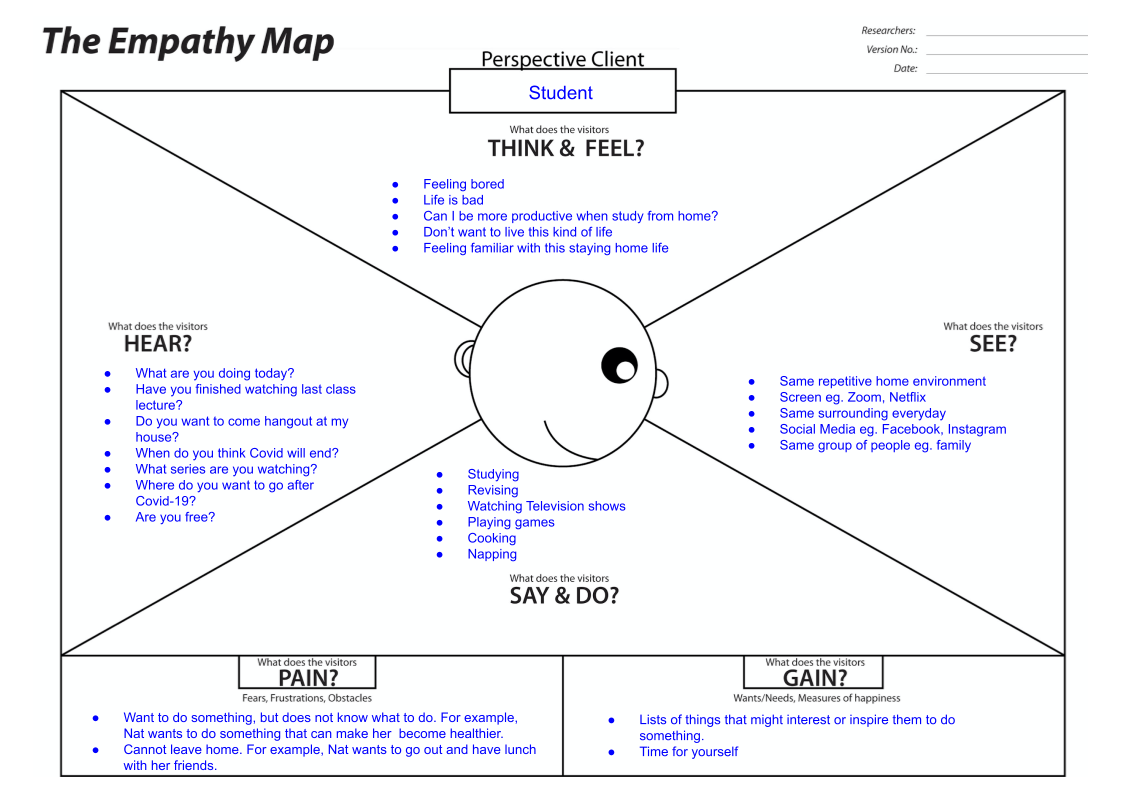 The Empathy Map
Researchers:
Version No.:
Date:
Perspective Client
Student
What does the visitors
THINK & FEEL?
● Feeling bored
● Life is bad
● Can I be more productive when study from home?
● Don't want to live this kind of life
● Feeling familiar with this staying home life
What does the visitors
HEAR?
● What are you doing today?
● Have you finished watching last class
lecture?
● Do you want to come hangout at my
house?
● When do you think Covid will end?
● What series are you watching?
● Where do you want to go after
Covid-19?
● Are you free?
What does the visitors
SEE?
● Same repetitive home environment
● Screen eg. Zoom, Netflix
● Same surrounding everyday
● Social Media eg. Facebook, Instagram
● Same group of people eg. family
● Studying
● Revising
● Watching Television shows
● Playing games
● Cooking
● Napping
What does the visitors
SAY & DO?
What does the visitors
PAIN?
Fears, Frustrations, Obstacles
● Want to do something, but does not know what to do. For example,
Nat wants to do something that can make her become healthier.
● Cannot leave home. For example, Nat wants to go out and have lunch
with her friends.
What does the visitors
GAIN?
Wants/Needs, Measures of happiness
● Lists of things that might interest or inspire them to do
something.
● Time for yourself